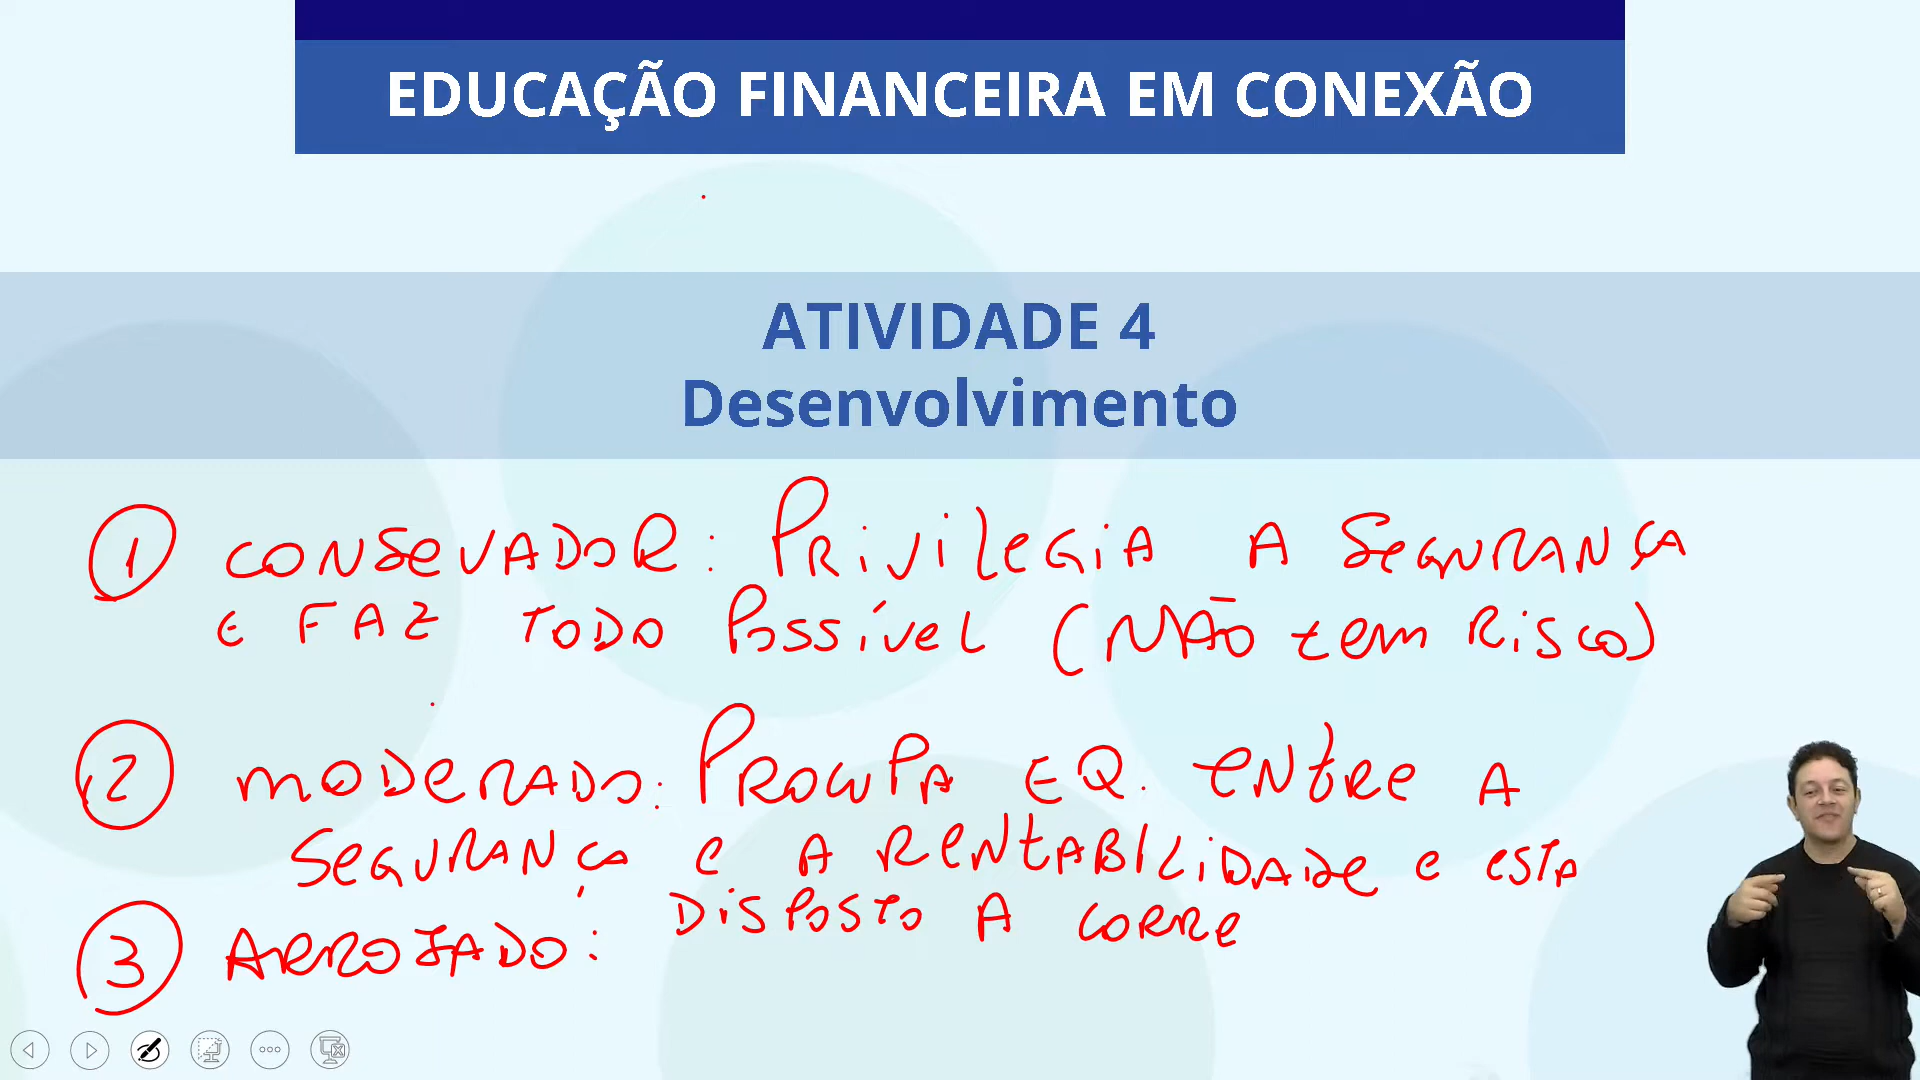 EDUCAÇÃO FINANCEIRA EM CONEXÃO
ATIVIDADE 4
Desenvolvimento
1 CONSEVADOR: PRIVILEGIA A SEGURANÇA
E FAZ TODO POSSÍVEL (NÃO TEM RISCO)
2 MODERADO: PROCUPA EQ. ENTRE A
SEGURANÇA E A RENTABILIDADE E ESTA
DISPOSTO A CORRE
3 ARROJADO: